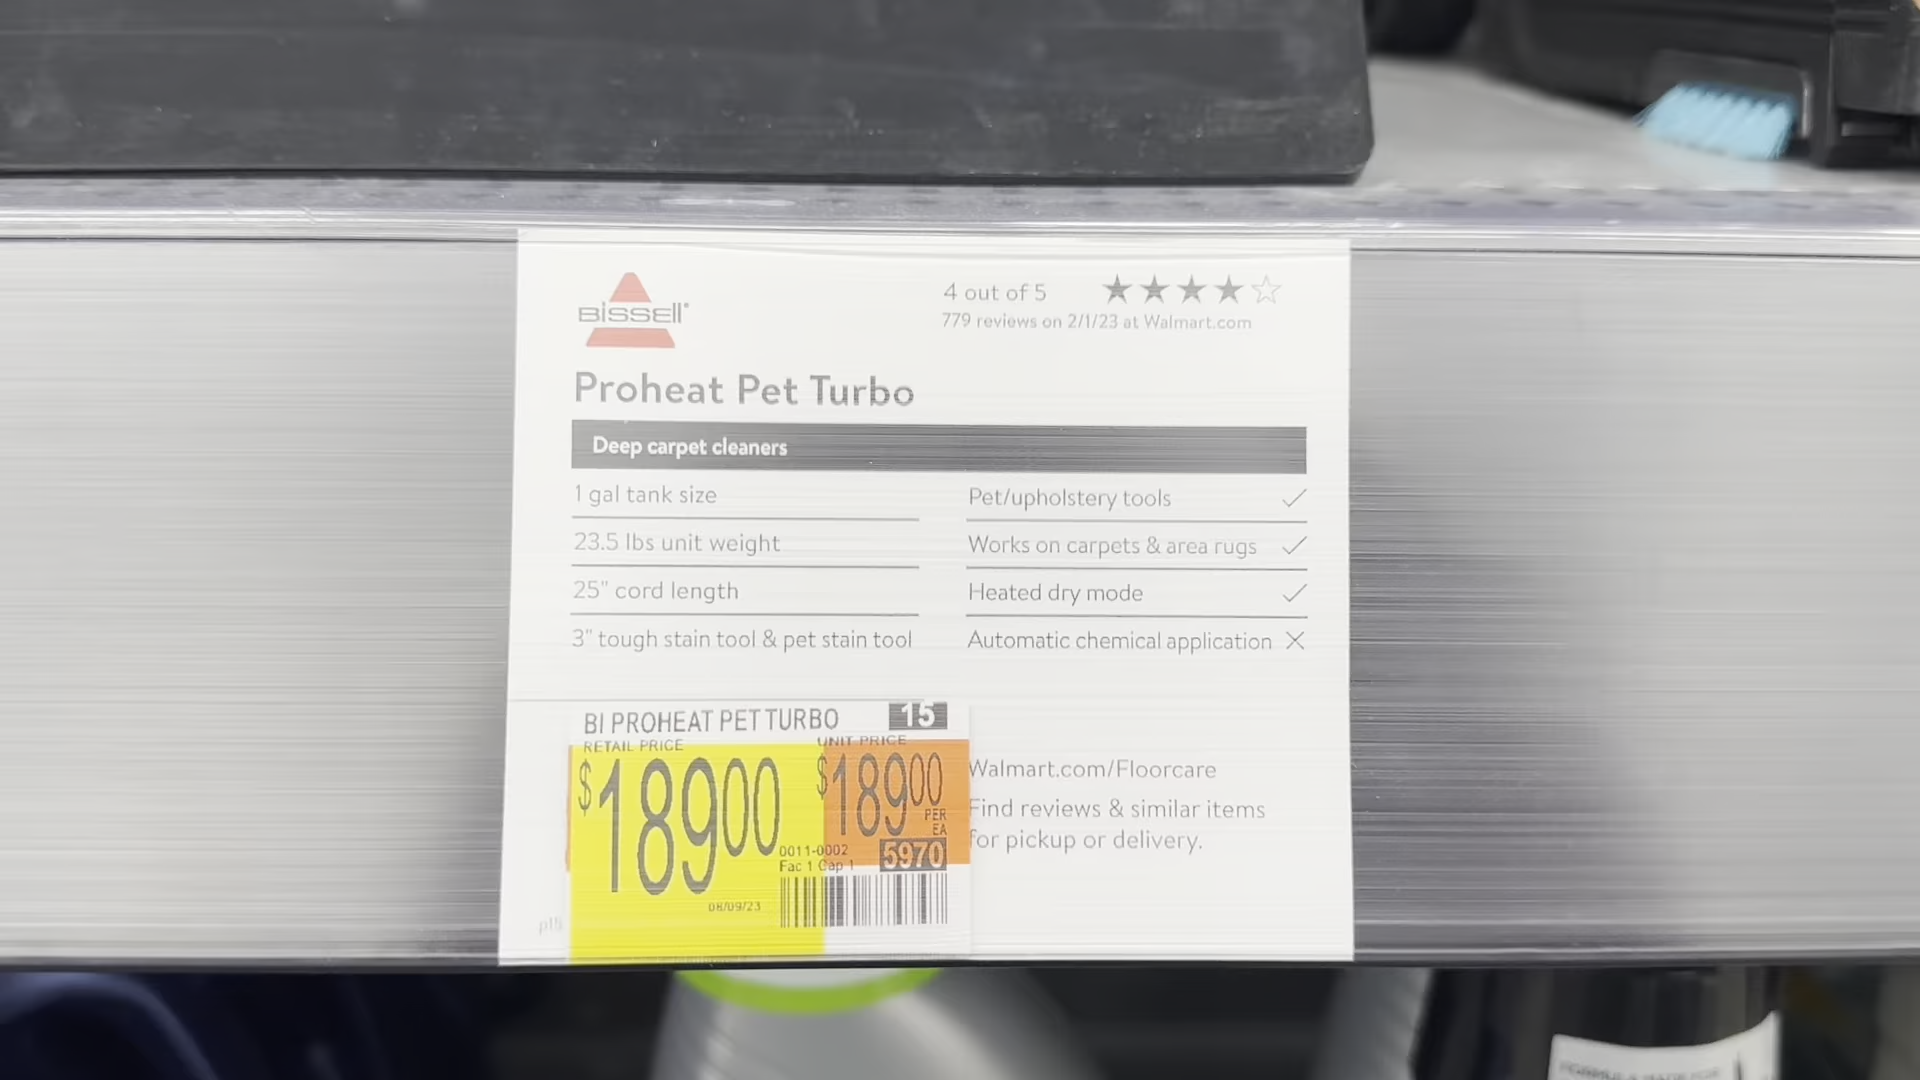 BISSELL®
4 out of 5
779 reviews on 2/1/23 at Walmart.com
Proheat Pet Turbo
Deep carpet cleaners
1 gal tank size
23.5 lbs unit weight
25" cord length
3" tough stain tool & pet stain tool
Pet/upholstery tools
Works on carpets & area rugs
Heated dry mode
Automatic chemical application
BI PROHEAT PET TURBO 15
RETAIL PRICE
$18900
UNIT PRICE
$18900
PER
EA
0011-0002
Fac 1 Cap 1
5970
08/09/23
Walmart.com/Floorcare
Find reviews & similar items
for pickup or delivery.